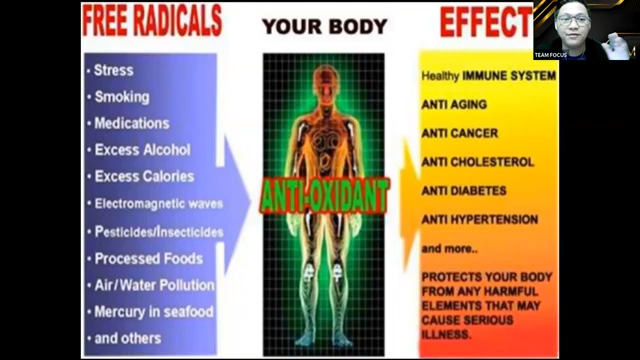 FREE RADICALS
• Stress
• Smoking
• Medications
• Excess Alcohol
• Excess Calories
• Electromagnetic waves
• Pesticides/Insecticides
• Processed Foods
• Air/Water Pollution
• Mercury in seafood
• and others
YOUR BODY
ANTI-OXIDANT
EFFECT
Healthy IMMUNE SYSTEM
ANTI AGING
ANTI CANCER
ANTI CHOLESTEROL
ANTI DIABETES
ANTI HYPERTENSION
and more..
PROTECTS YOUR BODY
FROM ANY HARMFUL
ELEMENTS THAT MAY
CAUSE SERIOUS
ILLNESS.
TEAM FOCUS